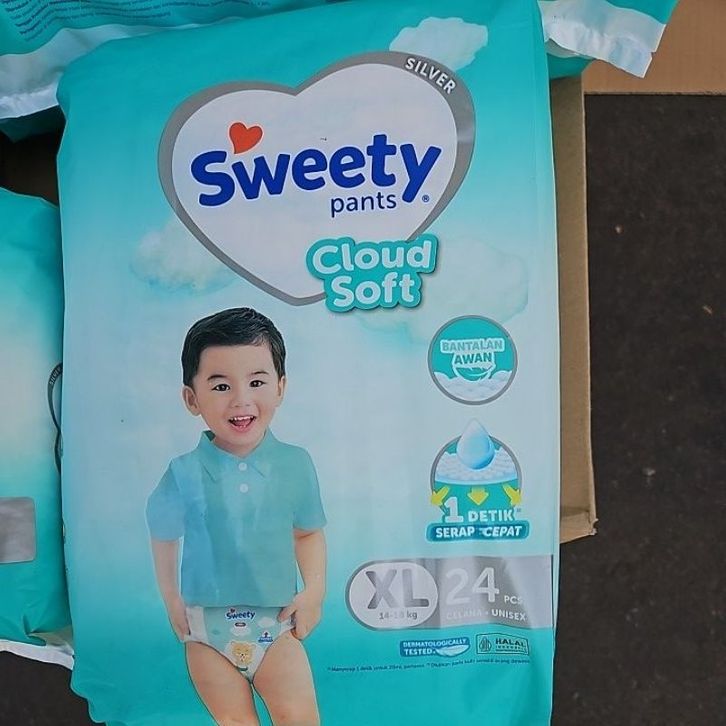 SILVER
Sweety
pants
Cloud
Soft
BANTALAN
AWAN
1 DETIK
SERAP CEPAT
XL
14-18 kg
24 PCS
CELANA • UNISEX
Sweety
DERMATOLOGICALLY
TESTED
HALAL